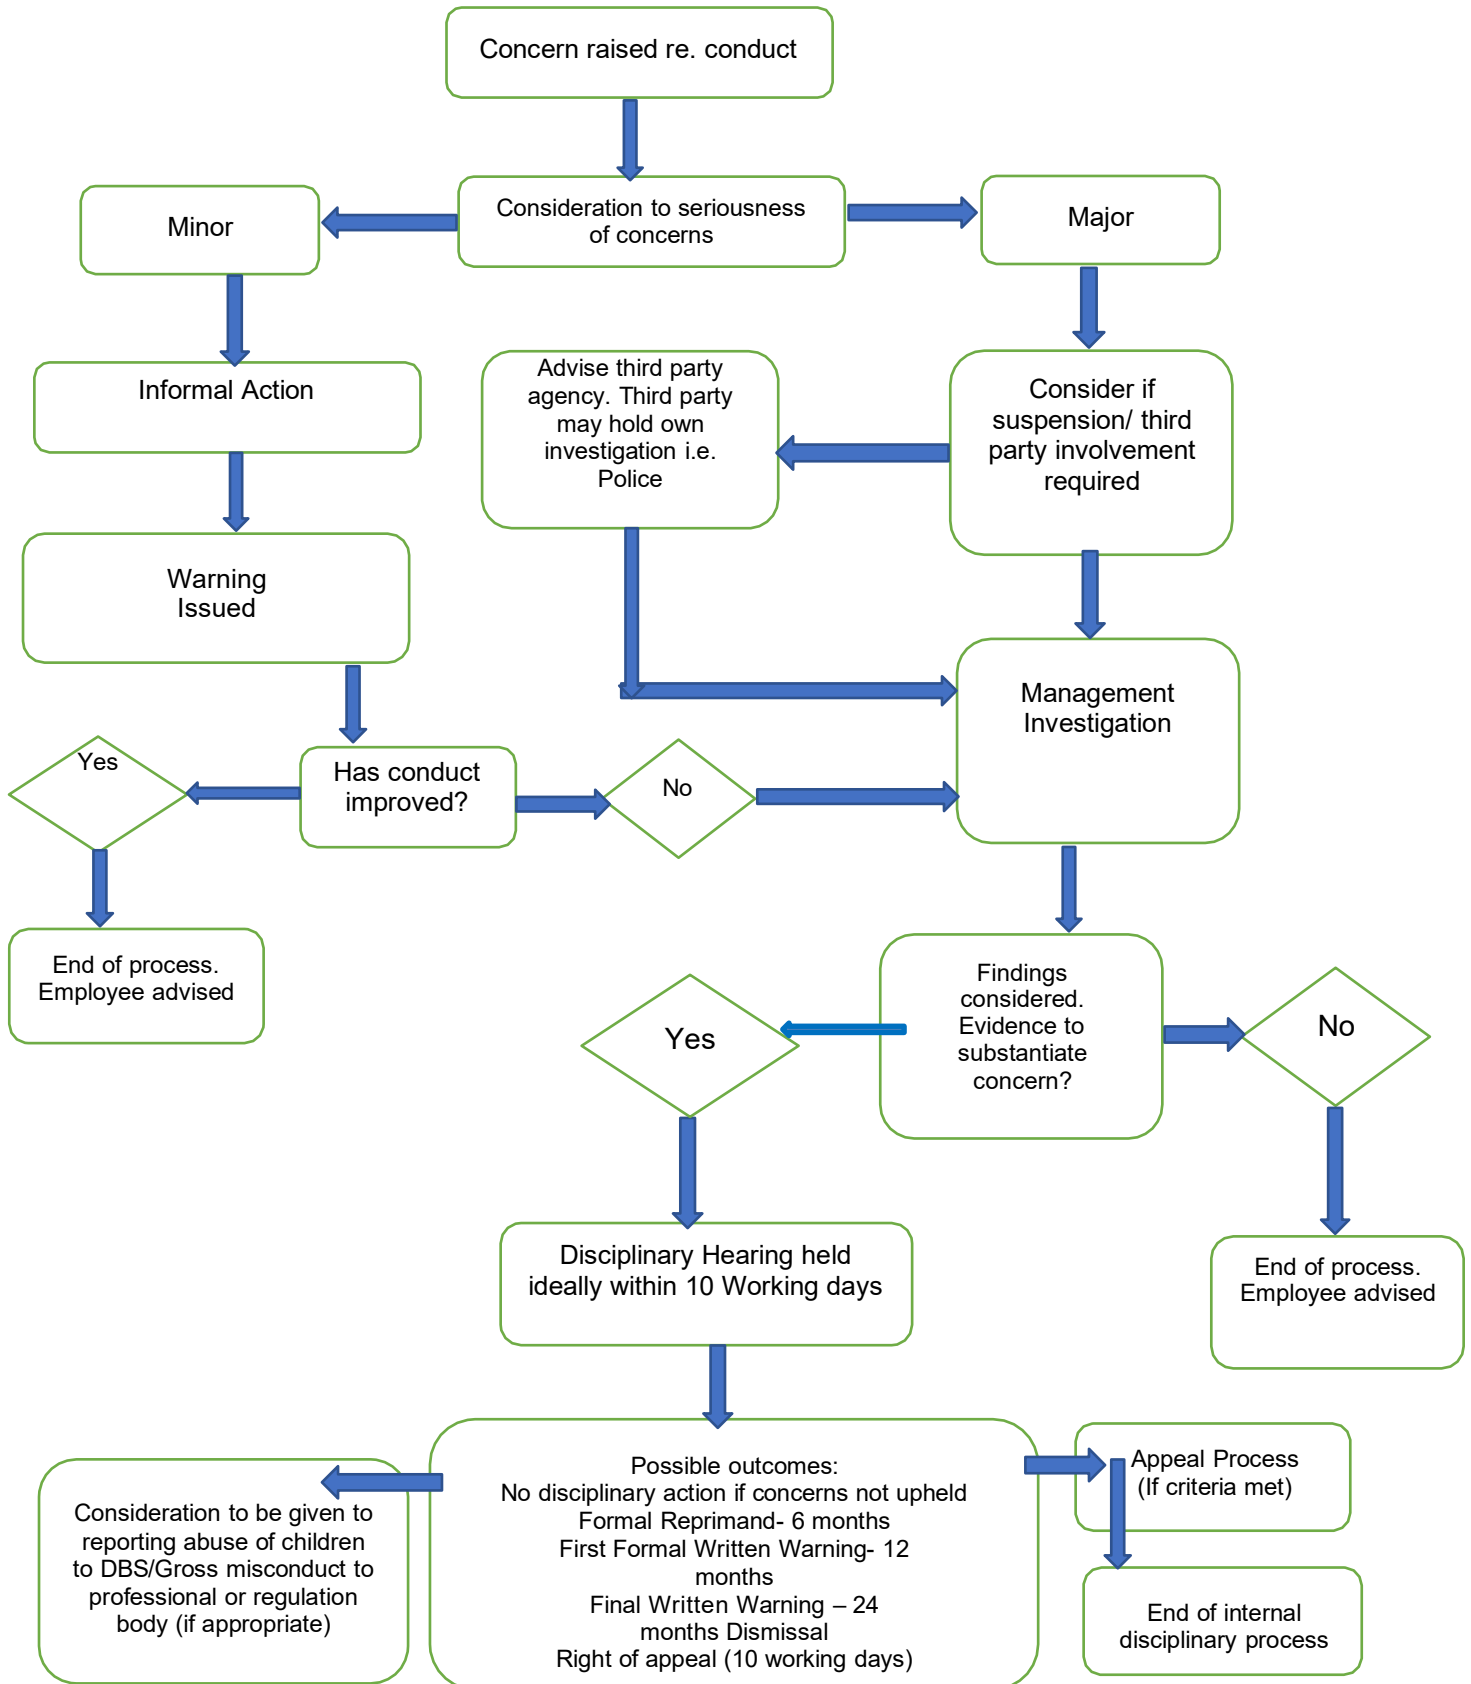 Concern raised re. conduct
Minor
Consideration to seriousness
of concerns
Major
Informal Action
Advise third party
agency. Third party
may hold own
investigation i.e.
Police
Consider if
suspension/ third
party involvement
required
Warning
Issued
Management
Investigation
Yes
Has conduct
improved?
No
End of process.
Employee advised
Yes
Findings
considered.
Evidence to
substantiate
concern?
No
Disciplinary Hearing held
ideally within 10 Working days
End of process.
Employee advised
Consideration to be given to
reporting abuse of children
to DBS/Gross misconduct to
professional or regulation
body (if appropriate)
Possible outcomes:
No disciplinary action if concerns not upheld
Formal Reprimand- 6 months
First Formal Written Warning- 12
months
Final Written Warning – 24
months Dismissal
Right of appeal (10 working days)
Appeal Process
(If criteria met)
End of internal
disciplinary process